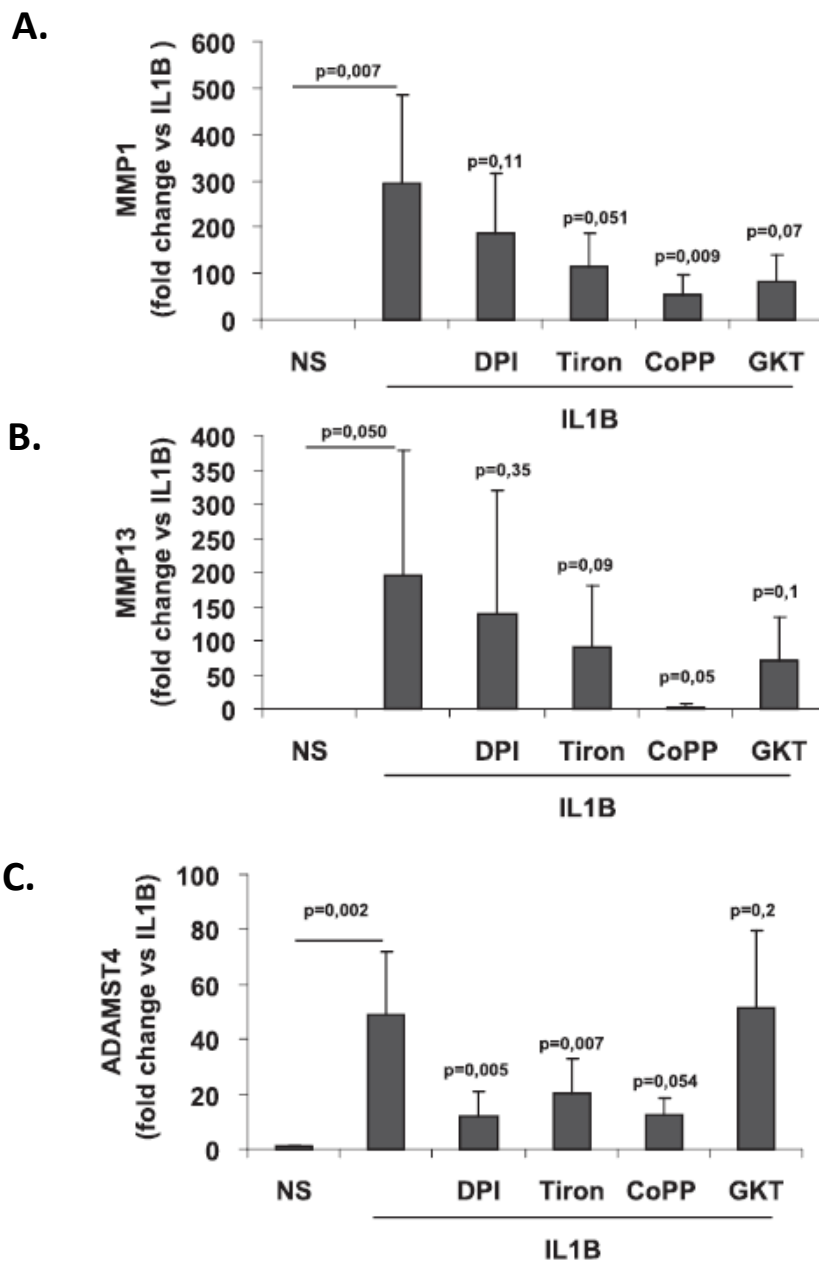 A.
MMP1
(fold change vs IL1B )
600
500
400
300
200
100
0
p=0,007
p=0,11
p=0,051
p=0,009
p=0,07
NS
DPI
Tiron
CoPP
GKT
IL1B
B.
MMP13
(fold change vs IL1B)
400
350
300
250
200
150
100
50
0
p=0,050
p=0,35
p=0,09
p=0,05
p=0,1
NS
DPI
Tiron
CoPP
GKT
IL1B
C.
ADAMST4
(fold change vs IL1B)
100
80
60
40
20
0
p=0,002
p=0,005
p=0,007
p=0,054
p=0,2
NS
DPI
Tiron
CoPP
GKT
IL1B